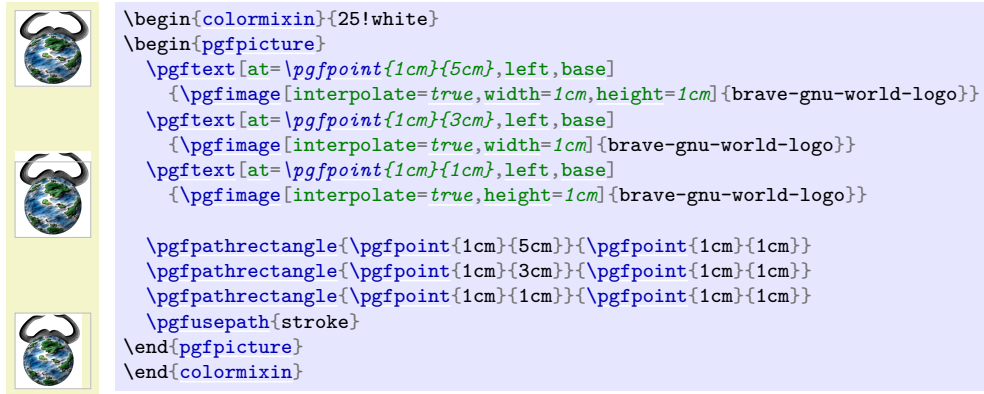 \begin{colormixin}{25!white}
\begin{pgfpicture}
  \pgftext[at=\pgfpoint{1cm}{5cm},left,base]
    {\pgfimage[interpolate=true,width=1cm,height=1cm]{brave-gnu-world-logo}}
  \pgftext[at=\pgfpoint{1cm}{3cm},left,base]
    {\pgfimage[interpolate=true,width=1cm]{brave-gnu-world-logo}}
  \pgftext[at=\pgfpoint{1cm}{1cm},left,base]
    {\pgfimage[interpolate=true,height=1cm]{brave-gnu-world-logo}}

  \pgfpathrectangle{\pgfpoint{1cm}{5cm}}{\pgfpoint{1cm}{1cm}}
  \pgfpathrectangle{\pgfpoint{1cm}{3cm}}{\pgfpoint{1cm}{1cm}}
  \pgfpathrectangle{\pgfpoint{1cm}{1cm}}{\pgfpoint{1cm}{1cm}}
  \pgfusepath{stroke}
\end{pgfpicture}
\end{colormixin}